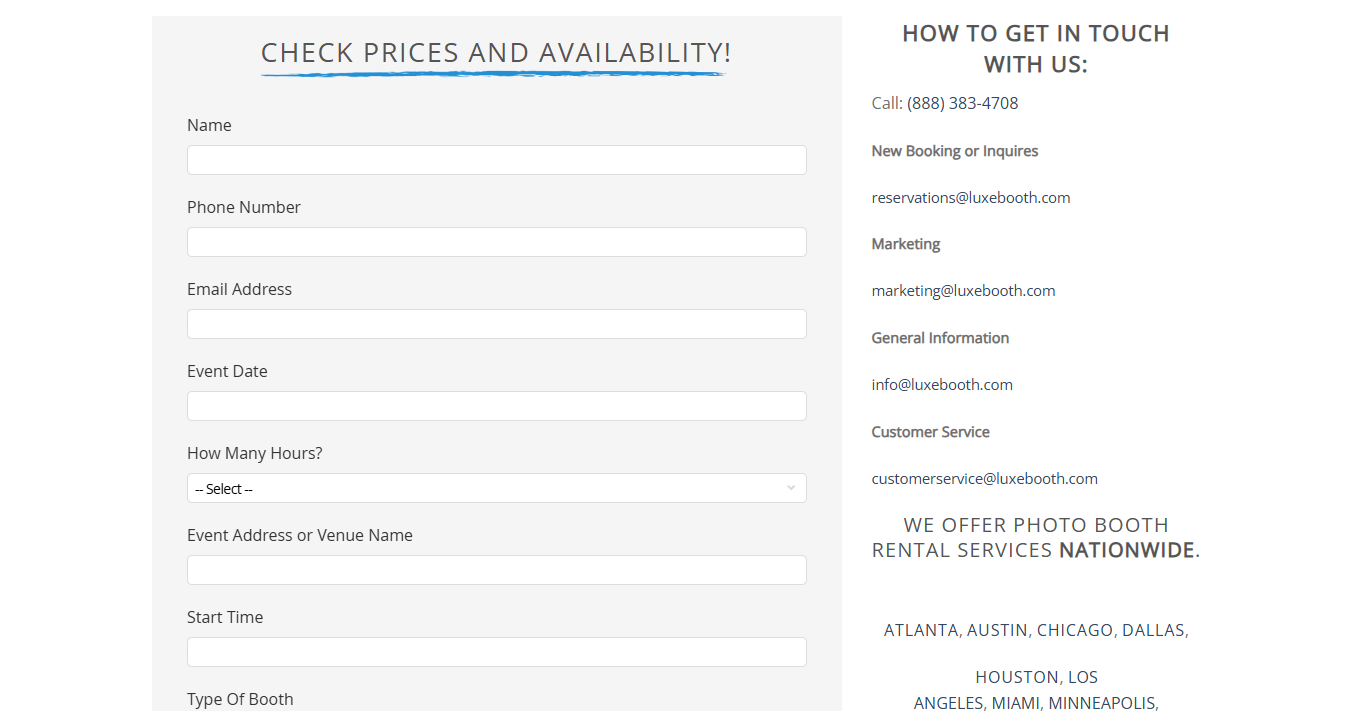 CHECK PRICES AND AVAILABILITY!
Name
Phone Number
Email Address
Event Date
How Many Hours?
-- Select --
Event Address or Venue Name
Start Time
Type Of Booth
HOW TO GET IN TOUCH
WITH US:
Call: (888) 383-4708
New Booking or Inquires
reservations@luxebooth.com
Marketing
marketing@luxebooth.com
General Information
info@luxebooth.com
Customer Service
customerservice@luxebooth.com
WE OFFER PHOTO BOOTH
RENTAL SERVICES NATIONWIDE.
ATLANTA, AUSTIN, CHICAGO, DALLAS,
HOUSTON, LOS
ANGELES, MIAMI, MINNEAPOLIS,